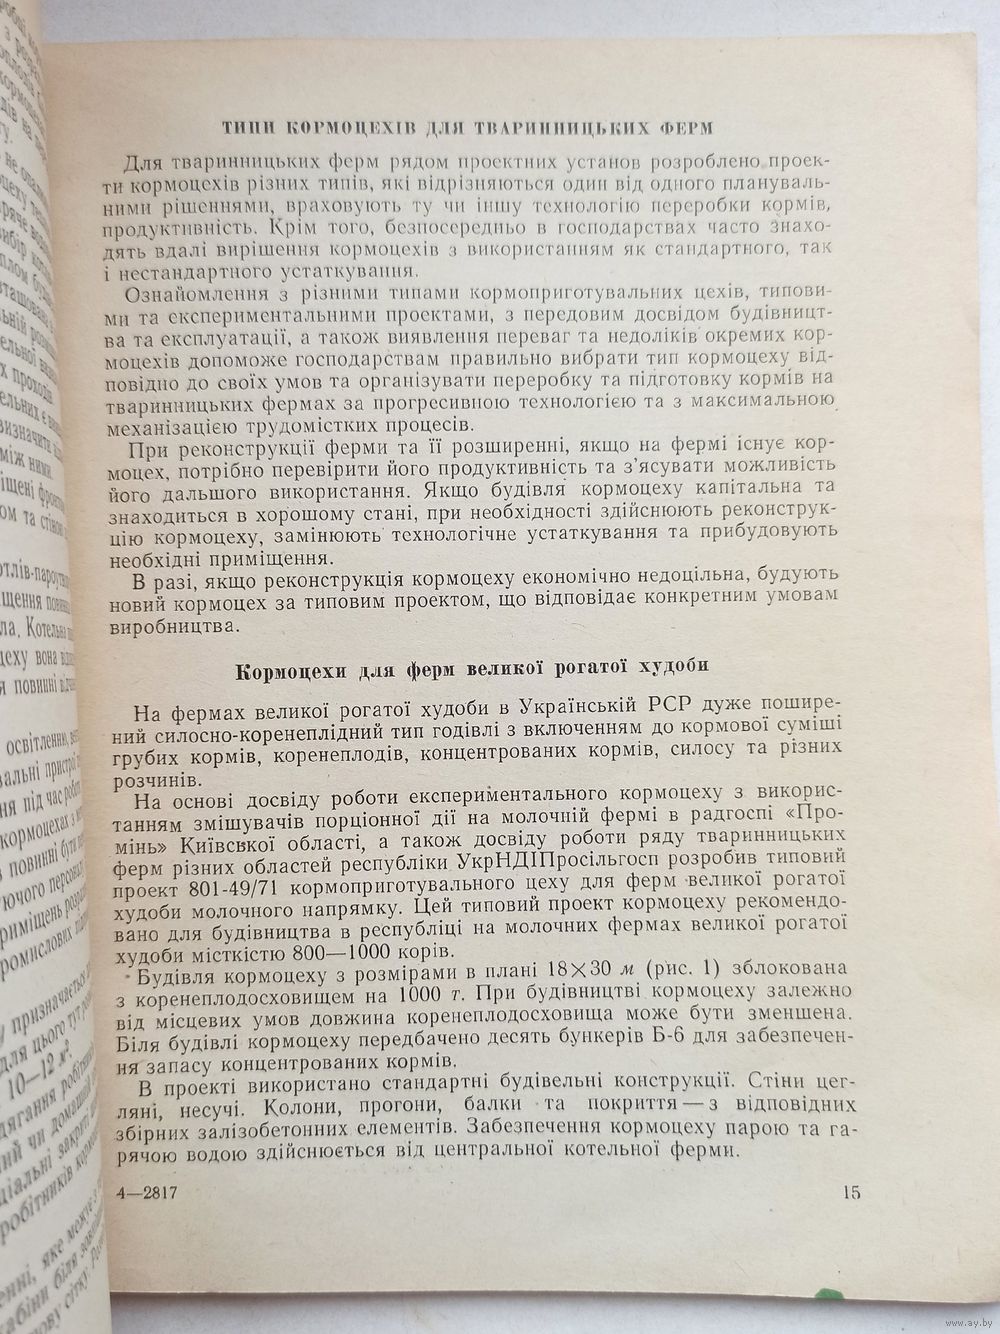 ТИПИ КОРМОЦЕХІВ ДЛЯ ТВАРИННИЦЬКИХ ФЕРМ
Для тваринницьких ферм рядом проектних установ розроблено проек-
ти кормоцехів різних типів, які відрізняються один від одного плануваль-
ними рішеннями, враховують ту чи іншу технологію переробки кормів,
продуктивність. Крім того, безпосередньо в господарствах часто знахо-
дять вдалі вирішення кормоцехів з використанням як стандартного, так
і нестандартного устаткування.
Ознайомлення з різними типами кормоприготувальних цехів, типови-
ми та експериментальними проектами, з передовим досвідом будівницт-
ва та експлуатації, а також виявлення переваг та недоліків окремих кор-
моцехів допоможе господарствам правильно вибрати тип кормоцеху від-
повідно до своїх умов та організувати переробку та підготовку кормів на
тваринницьких фермах за прогресивною технологією та з максимальною
механізацією трудомістких процесів.
При реконструкції ферми та її розширенні, якщо на фермі існує кор-
моцех, потрібно перевірити його продуктивність та з'ясувати можливість
його дальшого використання. Якщо будівля кормоцеху капітальна та
знаходиться в хорошому стані, при необхідності здійснюють реконструк-
цію кормоцеху, замінюють технологічне устаткування та прибудовують
необхідні приміщення.
В разі, якщо реконструкція кормоцеху економічно недоцільна, будують
новий кормоцех за типовим проектом, що відповідає конкретним умовам
виробництва.
Кормоцехи для ферм великої рогатої худоби
На фермах великої рогатої худоби в Українській РСР дуже пошире-
ний силосно-коренеплідний тип годівлі з включенням до кормової суміші
грубих кормів, коренеплодів, концентрованих кормів, силосу та різних
розчинів.
На основі досвіду роботи експериментального кормоцеху з викорис-
танням змішувачів порціонної дії на молочній фермі в радгоспі «Про-
мінь» Київської області, а також досвіду роботи ряду тваринницьких
ферм різних областей республіки УкрНДІПросільгосп розробив типовий
проект 801-49/71 кормоприготувального цеху для ферм великої рогатої
худоби молочного напрямку. Цей типовий проект кормоцеху рекомендо-
вано для будівництва в республіці на молочних фермах великої рогатої
худоби місткістю 800—1000 корів.
Будівля кормоцеху з розмірами в плані 18×30 м (рис. 1) зблокована
з коренеплодосховищем на 1000 т. При будівництві кормоцеху залежно
від місцевих умов довжина коренеплодосховища може бути зменшена.
Біля будівлі кормоцеху передбачено десять бункерів Б-6 для забезпечен-
ня запасу концентрованих кормів.
В проекті використано стандартні будівельні конструкції. Стіни цег-
ляні, несучі. Колони, прогони, балки та покриття — з відповідних
збірних залізобетонних елементів. Забезпечення кормоцеху парою та га-
рячою водою здійснюється від центральної котельної ферми.
4—2817 15
www.ay.by